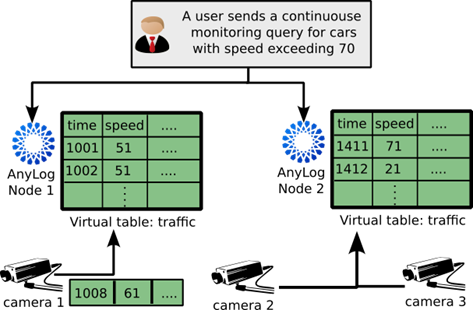 A user sends a continuouse
monitoring query for cars
with speed exceeding 70
AnyLog
Node 1
time speed ....
1001 51 ....
1002 51 ....
Virtual table: traffic
AnyLog
Node 2
time speed ....
1411 71 ....
1412 21 ....
Virtual table: traffic
camera 1
1008 61 ....
camera 2
camera 3